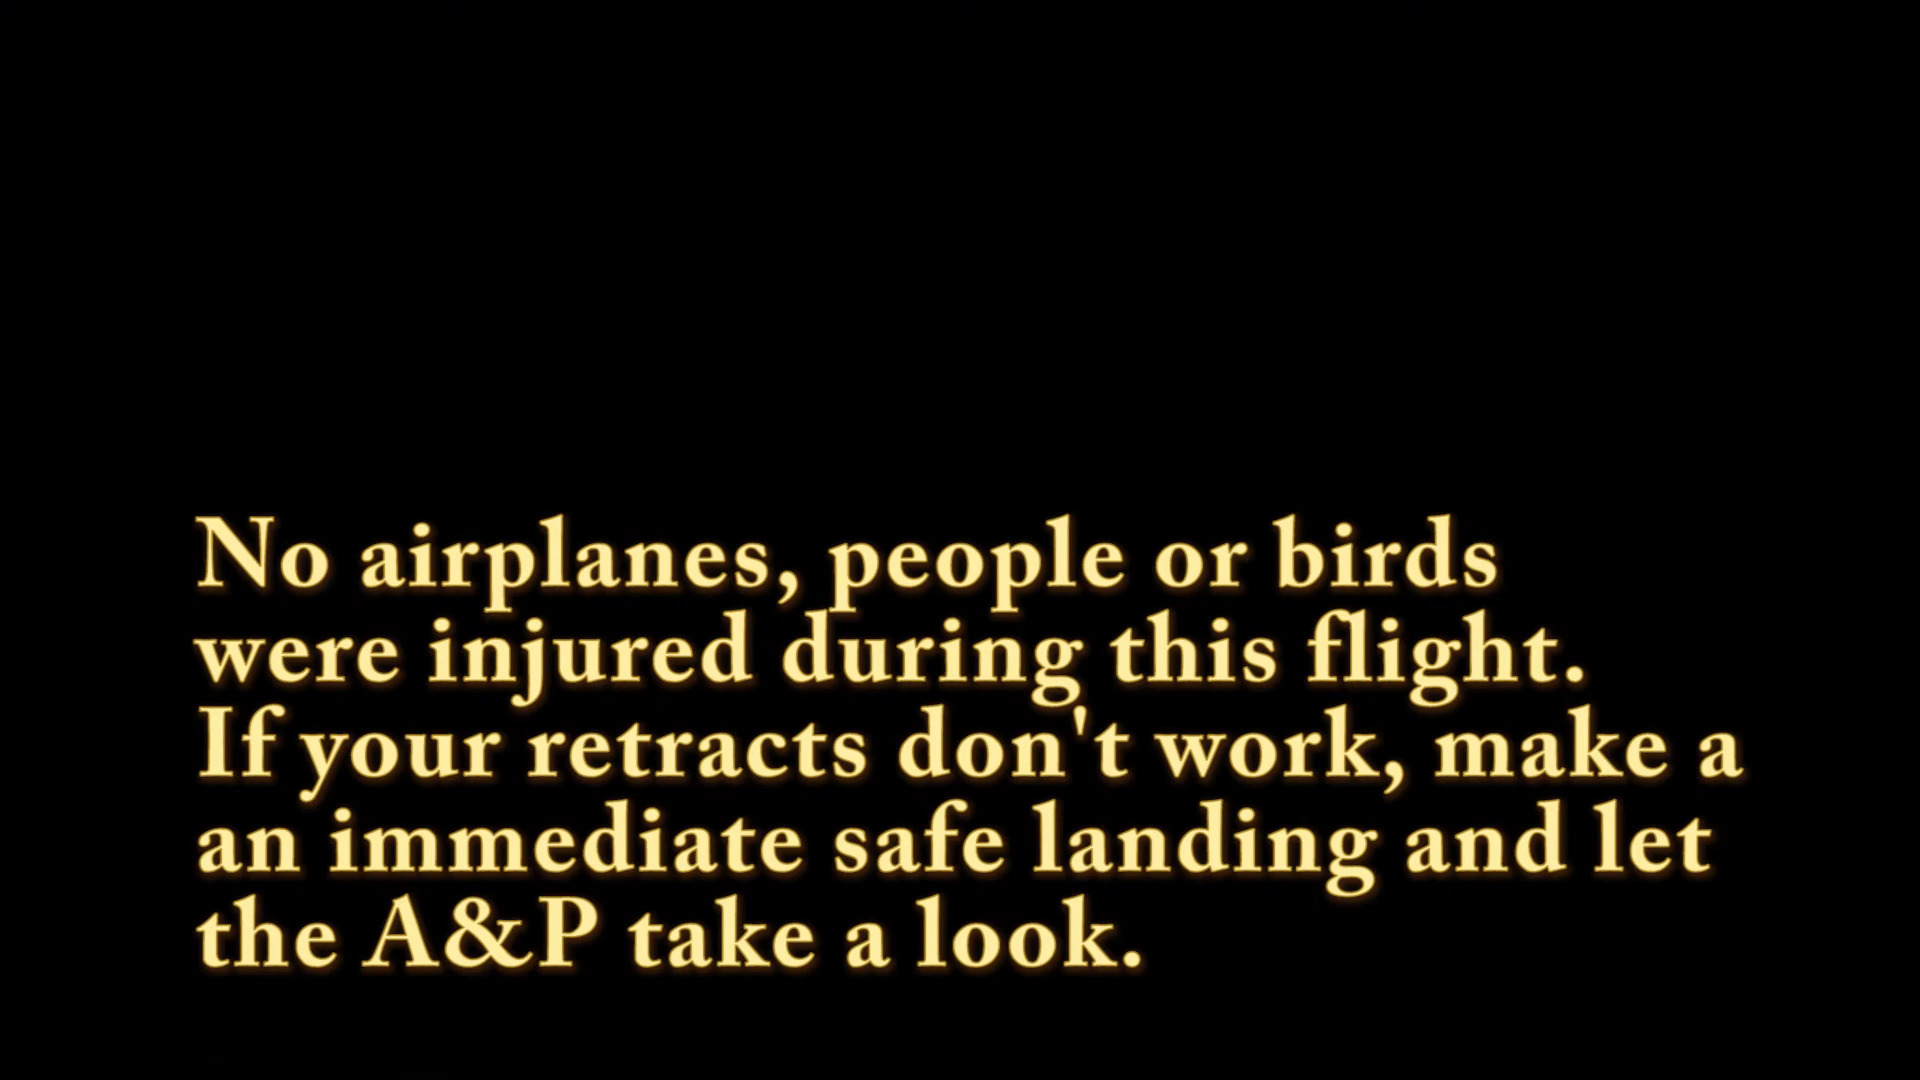 No airplanes, people or birds
were injured during this flight.
If your retracts don't work, make a
an immediate safe landing and let
the A&P take a look.